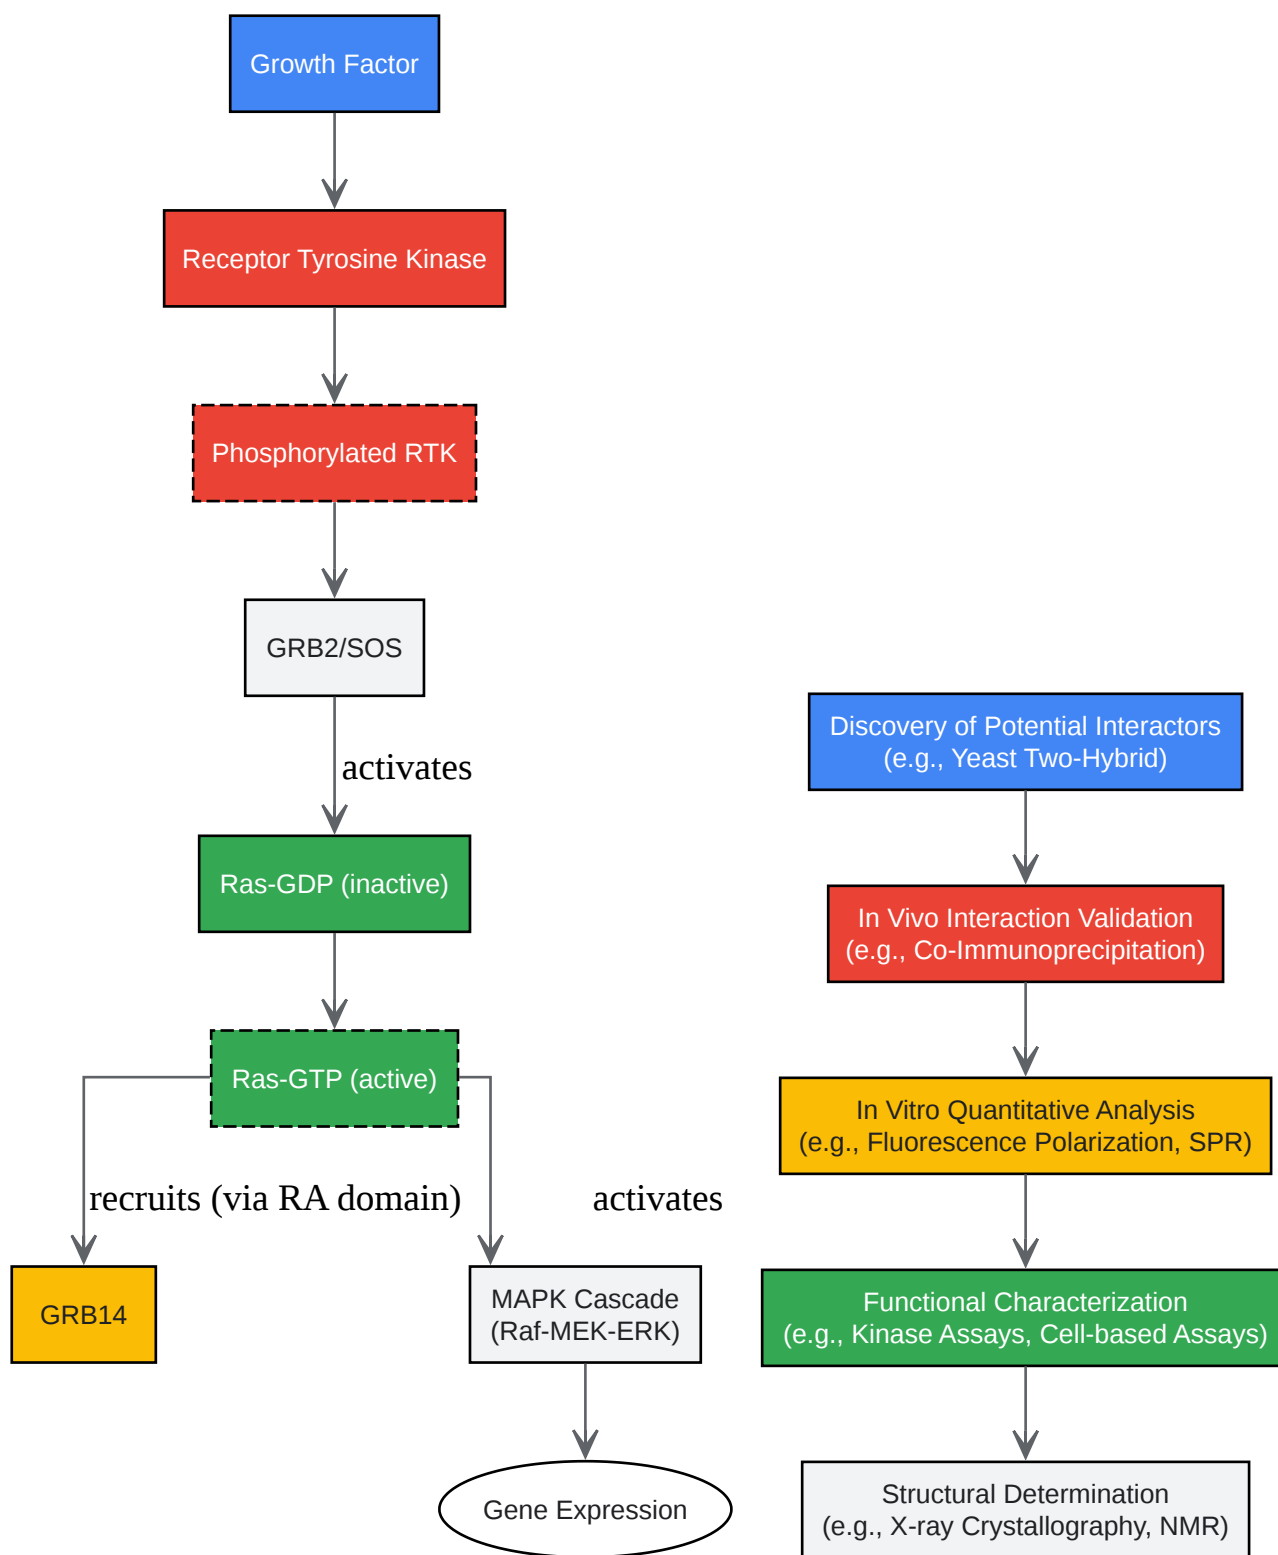 Growth Factor
Receptor Tyrosine Kinase
Phosphorylated RTK
GRB2/SOS
activates
Ras-GDP (inactive)
Ras-GTP (active)
recruits (via RA domain)
activates
GRB14
MAPK Cascade
(Raf-MEK-ERK)
Gene Expression
Discovery of Potential Interactors
(e.g., Yeast Two-Hybrid)
In Vivo Interaction Validation
(e.g., Co-Immunoprecipitation)
In Vitro Quantitative Analysis
(e.g., Fluorescence Polarization, SPR)
Functional Characterization
(e.g., Kinase Assays, Cell-based Assays)
Structural Determination
(e.g., X-ray Crystallography, NMR)